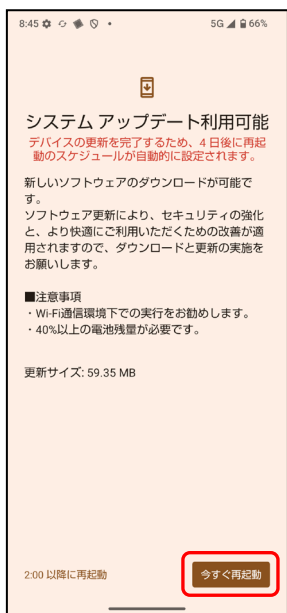 8:45 5G 66%
システム アップデート利用可能
デバイスの更新を完了するため、4 日後に再起
動のスケジュールが自動的に設定されます。
新しいソフトウェアのダウンロードが可能で
す。
ソフトウェア更新により、セキュリティの強化
と、より快適にご利用いただくための改善が適
用されますので、ダウンロードと更新の実施を
お願いします。
■注意事項
・Wi-Fi通信環境下での実行をお勧めします。
・40%以上の電池残量が必要です。
更新サイズ: 59.35 MB
2:00 以降に再起動 今すぐ再起動